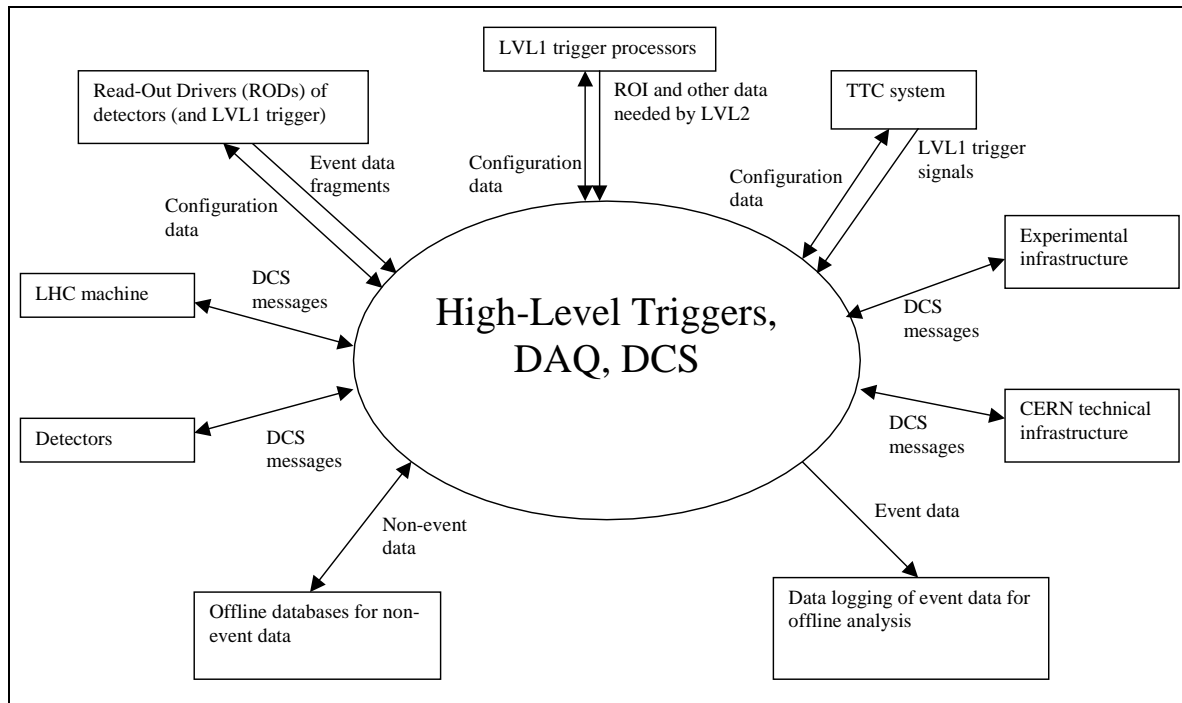 LVL1 trigger processors
Read-Out Drivers (RODs) of
detectors (and LVL1 trigger)
ROI and other data
needed by LVL2
TTC system
Event data
fragments
Configuration
data
Configuration
data
LVL1 trigger
signals
Configuration
data
Experimental
infrastructure
LHC machine
DCS
messages
DCS
messages
High-Level Triggers,
DAQ, DCS
Detectors
DCS
messages
DCS
messages
CERN technical
infrastructure
Non-event
data
Event data
Offline databases for non-
event data
Data logging of event data for
offline analysis